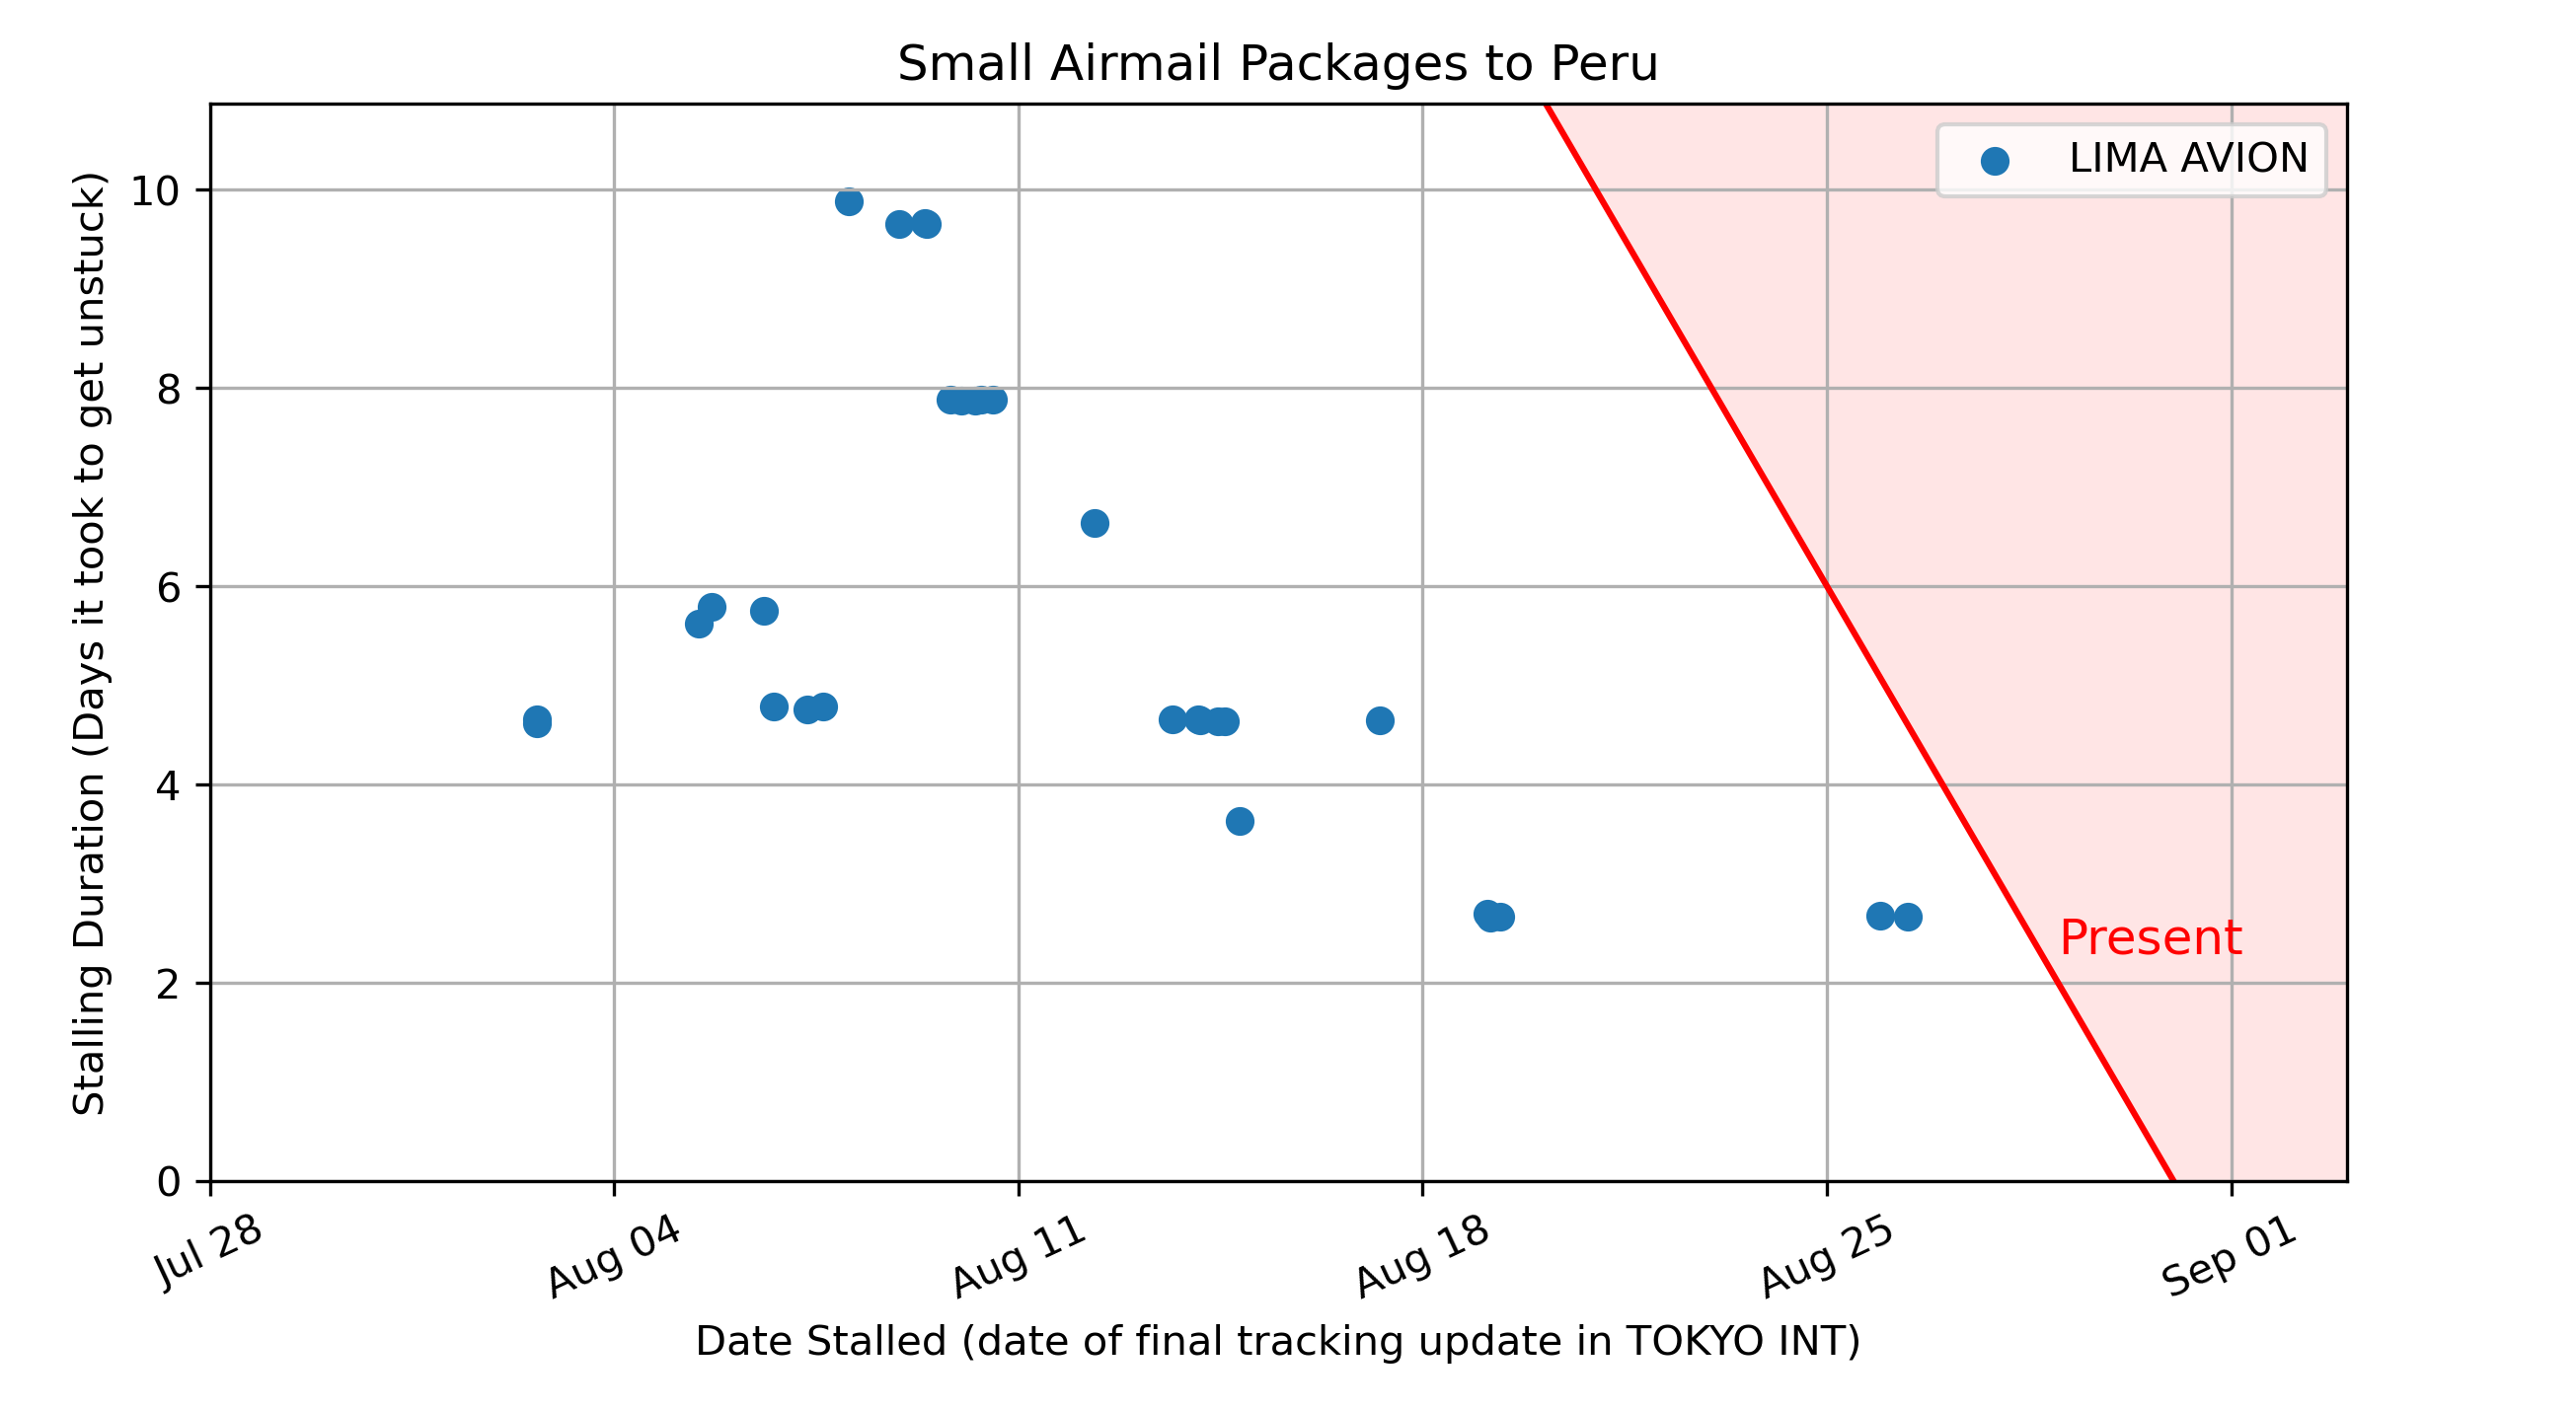 Small Airmail Packages to Peru
LIMA AVION
Stalling Duration (Days it took to get unstuck)
10
8
6
4
2
0
Present
Jul 28
Aug 04
Aug 11
Aug 18
Aug 25
Sep 01
Date Stalled (date of final tracking update in TOKYO INT)